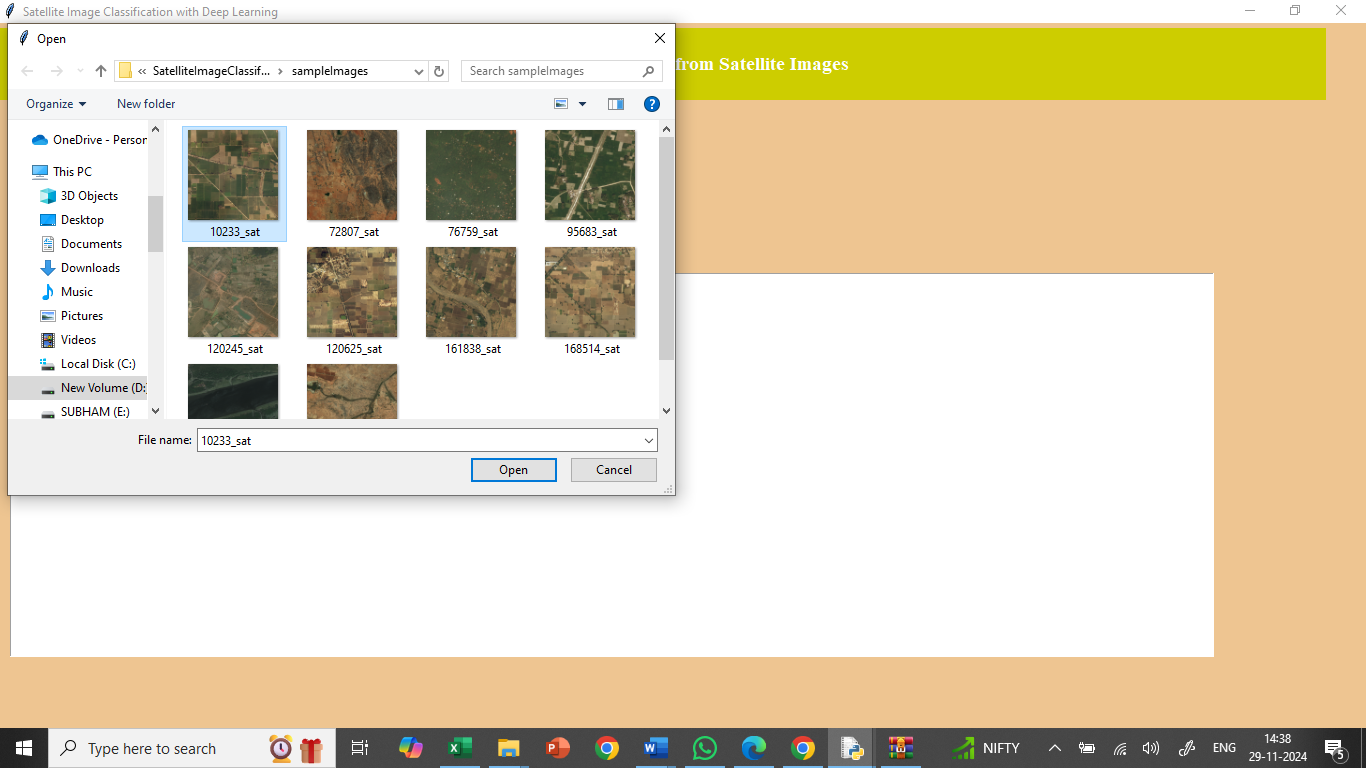 Satellite Image Classification with Deep Learning
Open
« SatelliteImageClassif... › sampleImages
Search sampleImages
from Satellite Images
Organize
New folder
?
OneDrive - Person
This PC
3D Objects
Desktop
Documents
Downloads
Music
Pictures
Videos
Local Disk (C:)
New Volume (D:
SUBHAM (E:)
10233_sat
72807_sat
76759_sat
95683_sat
120245_sat
120625_sat
161838_sat
168514_sat
File name: 10233_sat
Open
Cancel
Type here to search
NIFTY
ENG
14:38
29-11-2024
5